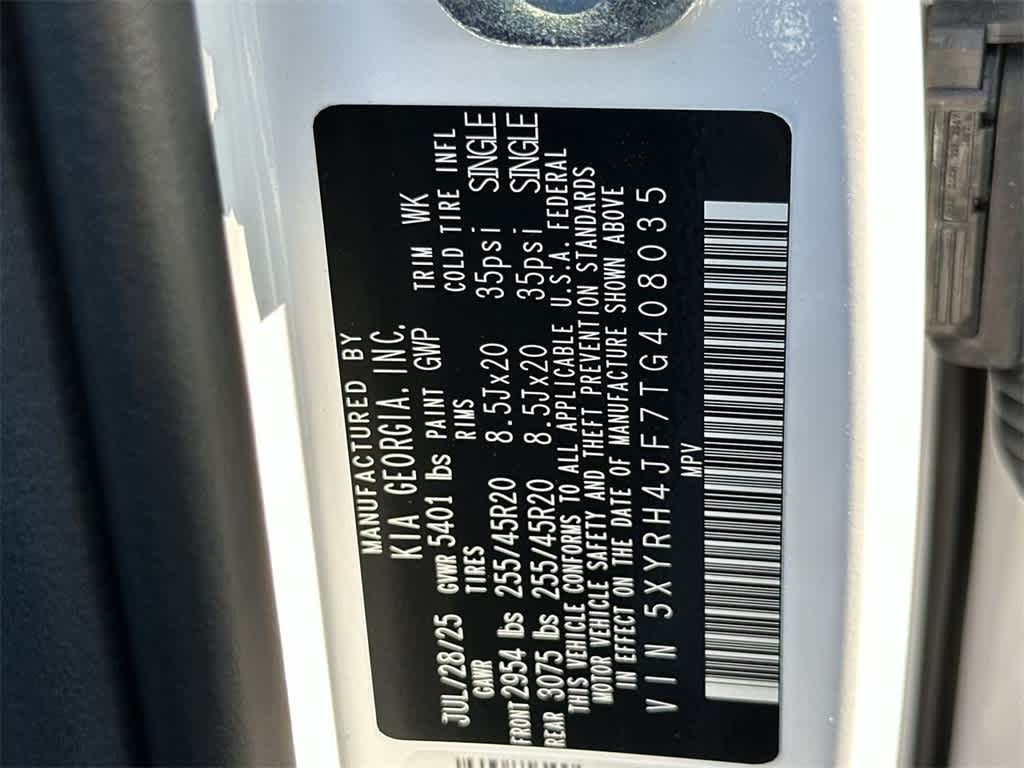 MANUFACTURED BY
KIA GEORGIA, INC.
JUL/28/25 GVWR 5401 lbs PAINT GWP TRIM WK
GAWR TIRES RIMS COLD TIRE INFL
FRONT 2954 lbs 255/45R20 8.5Jx20 35psi SINGLE
REAR 3075 lbs 255/45R20 8.5Jx20 35psi SINGLE
THIS VEHICLE CONFORMS TO ALL APPLICABLE U.S.A. FEDERAL
MOTOR VEHICLE SAFETY AND THEFT PREVENTION STANDARDS
IN EFFECT ON THE DATE OF MANUFACTURE SHOWN ABOVE
VIN 5XYRH4JF7TG408035
MPV